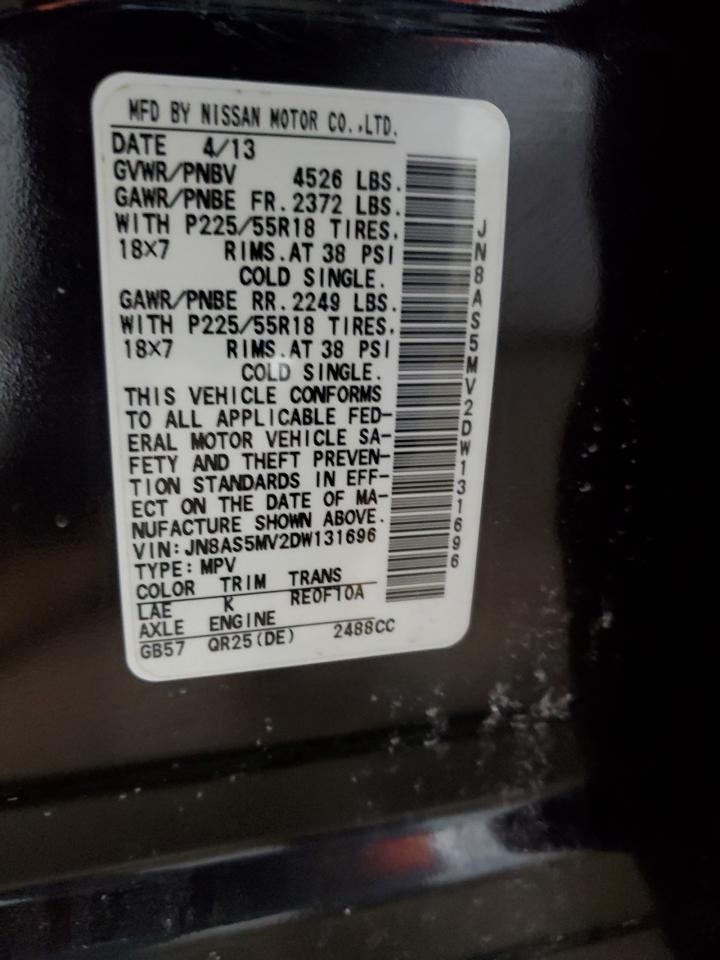 MFD BY NISSAN MOTOR CO.,LTD.
DATE 4/13
GVWR/PNBV 4526 LBS.
GAWR/PNBE FR.2372 LBS.
WITH P225/55R18 TIRES.
18X7 RIMS.AT 38 PSI
COLD SINGLE.
GAWR/PNBE RR.2249 LBS.
WITH P225/55R18 TIRES.
18X7 RIMS.AT 38 PSI
COLD SINGLE.
THIS VEHICLE CONFORMS
TO ALL APPLICABLE FED-
ERAL MOTOR VEHICLE SA-
FETY AND THEFT PREVEN-
TION STANDARDS IN EFF-
ECT ON THE DATE OF MA-
NUFACTURE SHOWN ABOVE.
VIN:JN8AS5MV2DW131696
TYPE:MPV
COLOR TRIM TRANS
LAE K RE0F10A
AXLE ENGINE
GB57 QR25(DE) 2488CC
JN8AS5MV2DW131696